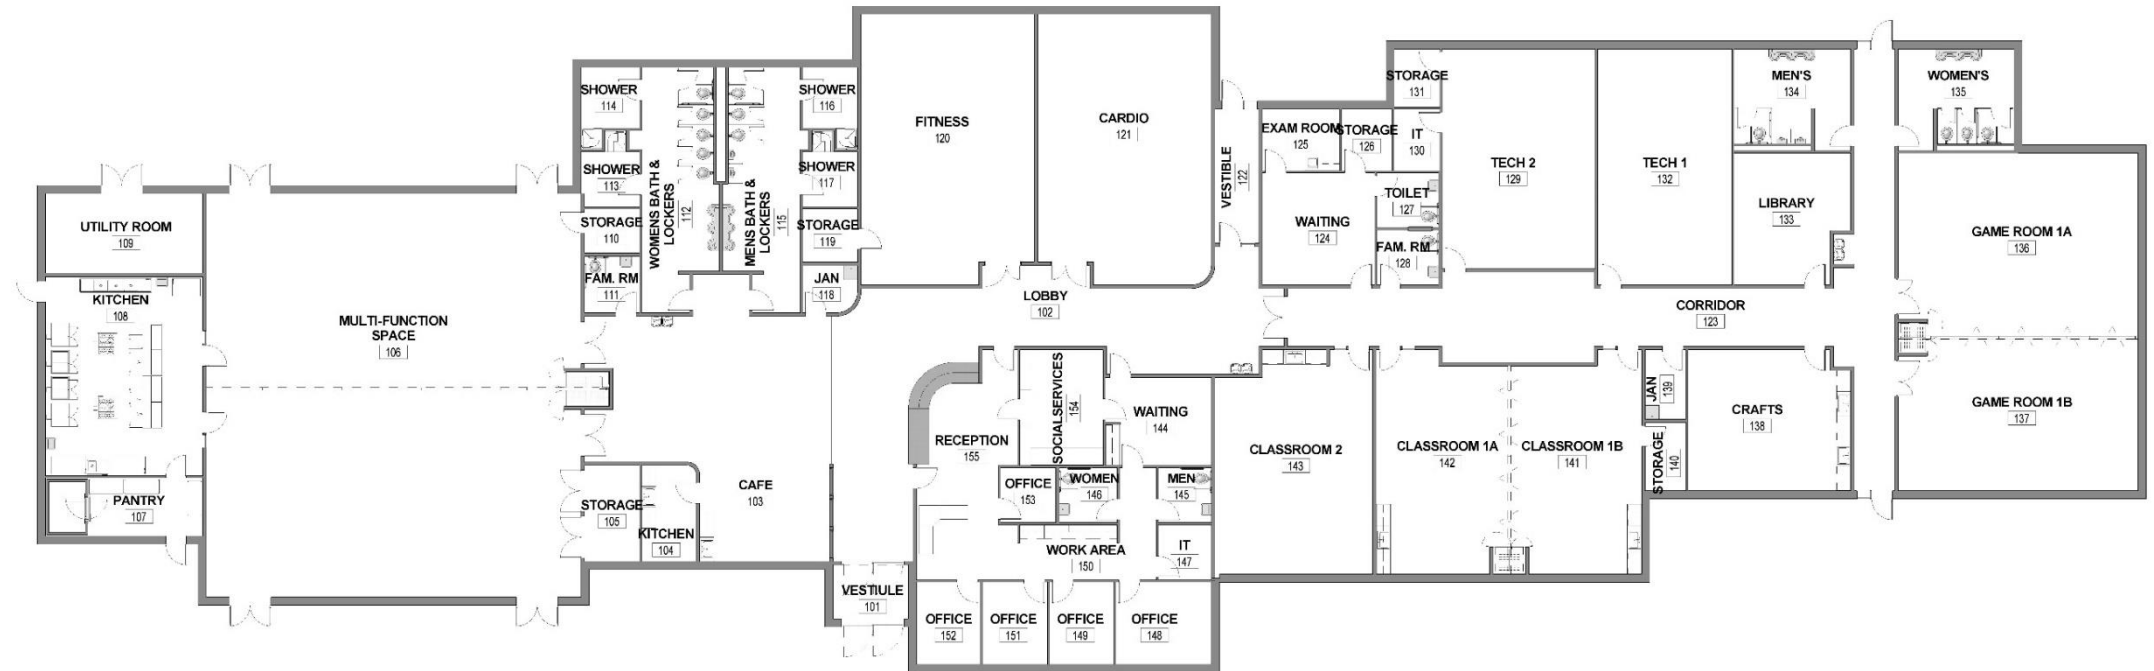 SHOWER
114
SHOWER
113
STORAGE
110
FAM. RM
111
WOMENS BATH &
LOCKERS
112
MENS BATH &
LOCKERS
115
SHOWER
116
SHOWER
117
STORAGE
119
JAN
118
FITNESS
120
CARDIO
121
VESTIBLE
122
EXAM ROOM
125
STORAGE
126
STORAGE
131
IT
130
WAITING
124
TOILET
127
FAM. RM
128
TECH 2
129
TECH 1
132
MEN'S
134
LIBRARY
133
WOMEN'S
135
GAME ROOM 1A
136
GAME ROOM 1B
137
UTILITY ROOM
109
KITCHEN
108
PANTRY
107
MULTI-FUNCTION
SPACE
106
STORAGE
105
KITCHEN
104
CAFE
103
LOBBY
102
VESTIULE
101
RECEPTION
155
SOCIALSERVICES
154
WAITING
144
OFFICE
153
WOMEN
146
MEN
145
WORK AREA
150
IT
147
OFFICE
152
OFFICE
151
OFFICE
149
OFFICE
148
CORRIDOR
123
CLASSROOM 2
143
CLASSROOM 1A
142
CLASSROOM 1B
141
JAN
139
STORAGE
140
CRAFTS
138